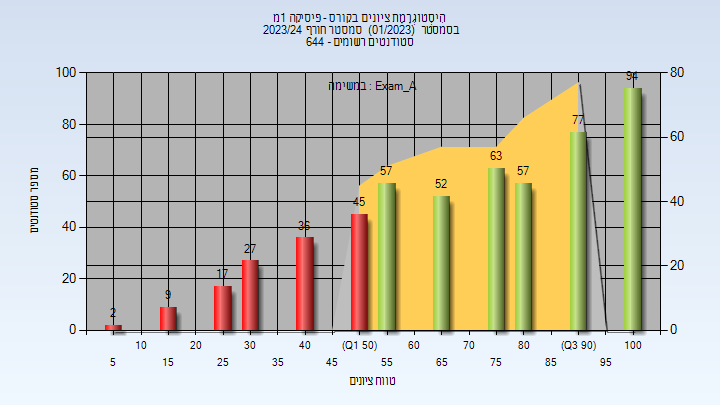 היסטוגרמת ציונים בקורס - פיסיקה 1מ
בסמסטר (01/2023) סמסטר חורף 2023/24
סטודנטים רשומים - 644
במשימה : Exam_A
100 80 60 40 20 0
80 60 40 20 0
מספר סטודנטים
2 9 17 27 36 45 57 52 63 57 77 94
10 20 30 40 (Q1 50) 60 70 80 (Q3 90) 100
5 15 25 35 45 55 65 75 85 95
טווח ציונים